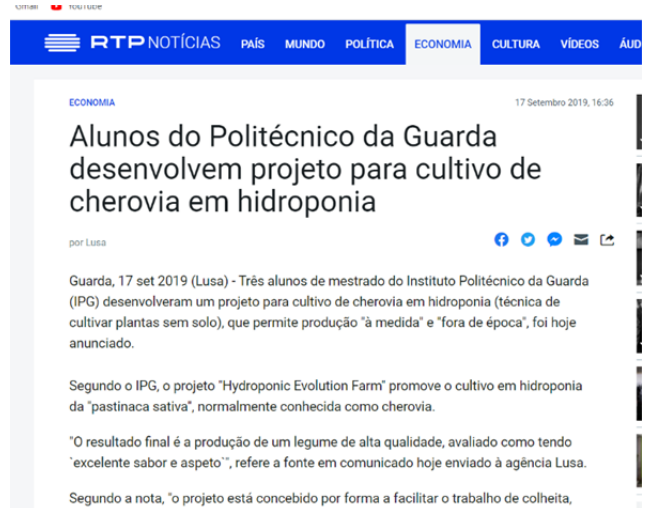 Gmail YouTube
RTP NOTÍCIAS PAÍS MUNDO POLÍTICA ECONOMIA CULTURA VÍDEOS
ECONOMIA 17 Setembro 2019, 16:36
Alunos do Politécnico da Guarda
desenvolvem projeto para cultivo de
cherovia em hidroponia
por Lusa
Guarda, 17 set 2019 (Lusa) - Três alunos de mestrado do Instituto Politécnico da Guarda
(IPG) desenvolveram um projeto para cultivo de cherovia em hidroponia (técnica de
cultivar plantas sem solo), que permite produção "à medida" e "fora de época", foi hoje
anunciado.
Segundo o IPG, o projeto "Hydroponic Evolution Farm" promove o cultivo em hidroponia
da "pastinaca sativa", normalmente conhecida como cherovia.
"O resultado final é a produção de um legume de alta qualidade, avaliado como tendo
`excelente sabor e aspeto`", refere a fonte em comunicado hoje enviado à agência Lusa.
Segundo a nota, "o projeto está concebido por forma a facilitar o trabalho de colheita,